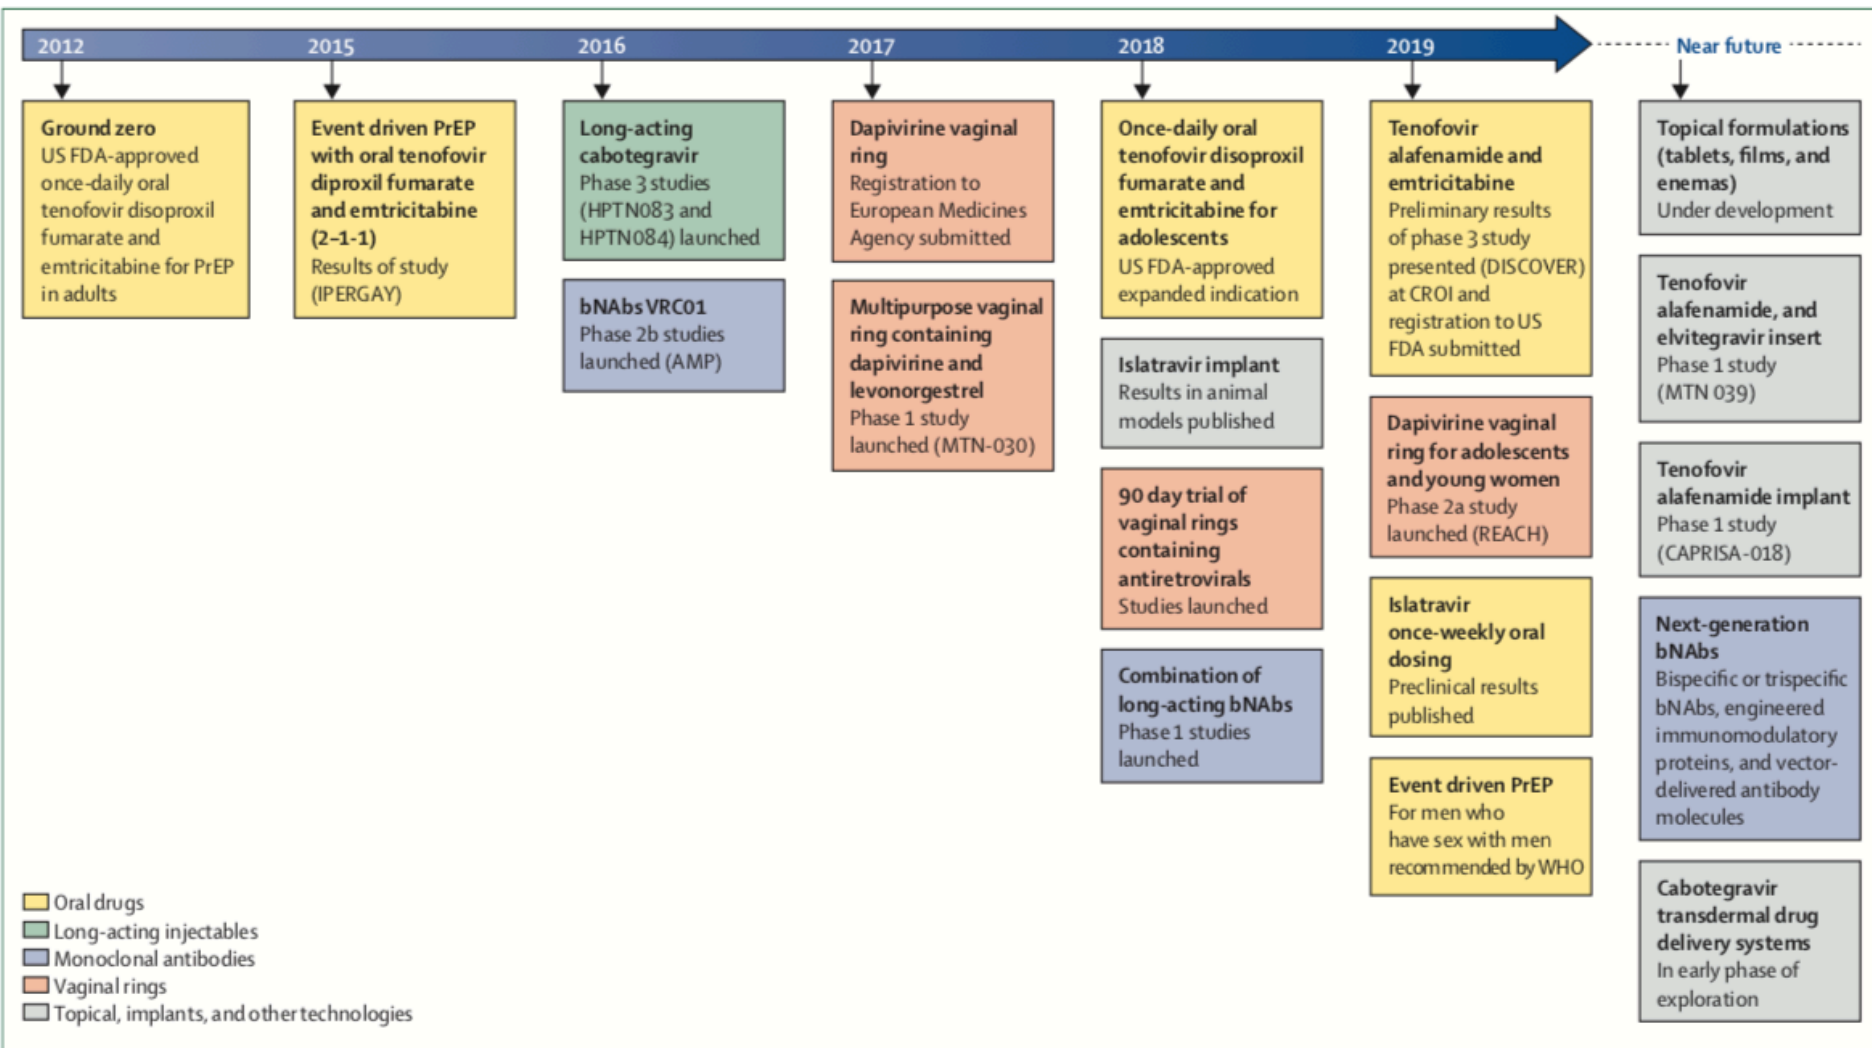 2012
2015
2016
2017
2018
2019
Near future
Ground zero
US FDA-approved
once-daily oral
tenofovir disoproxil
fumarate and
emtricitabine for PrEP
in adults
Event driven PrEP
with oral tenofovir
diproxil fumarate
and emtricitabine
(2–1-1)
Results of study
(IPERGAY)
Long-acting
cabotegravir
Phase 3 studies
(HPTN083 and
HPTN084) launched
bNAbs VRC01
Phase 2b studies
launched (AMP)
Dapivirine vaginal
ring
Registration to
European Medicines
Agency submitted
Multipurpose vaginal
ring containing
dapivirine and
levonorgestrel
Phase 1 study
launched (MTN-030)
Once-daily oral
tenofovir disoproxil
fumarate and
emtricitabine for
adolescents
US FDA-approved
expanded indication
Islatravir implant
Results in animal
models published
90 day trial of
vaginal rings
containing
antiretrovirals
Studies launched
Combination of
long-acting bNAbs
Phase 1 studies
launched
Tenofovir
alafenamide and
emtricitabine
Preliminary results
of phase 3 study
presented (DISCOVER)
at CROI and
registration to US
FDA submitted
Dapivirine vaginal
ring for adolescents
and young women
Phase 2a study
launched (REACH)
Islatravir
once-weekly oral
dosing
Preclinical results
published
Event driven PrEP
For men who
have sex with men
recommended by WHO
Topical formulations
(tablets, films, and
enemas)
Under development
Tenofovir
alafenamide, and
elvitegravir insert
Phase 1 study
(MTN 039)
Tenofovir
alafenamide implant
Phase 1 study
(CAPRISA-018)
Next-generation
bNAbs
Bispecific or trispecific
bNAbs, engineered
immunomodulatory
proteins, and vector-
delivered antibody
molecules
Cabotegravir
transdermal drug
delivery systems
In early phase of
exploration
Oral drugs
Long-acting injectables
Monoclonal antibodies
Vaginal rings
Topical, implants, and other technologies